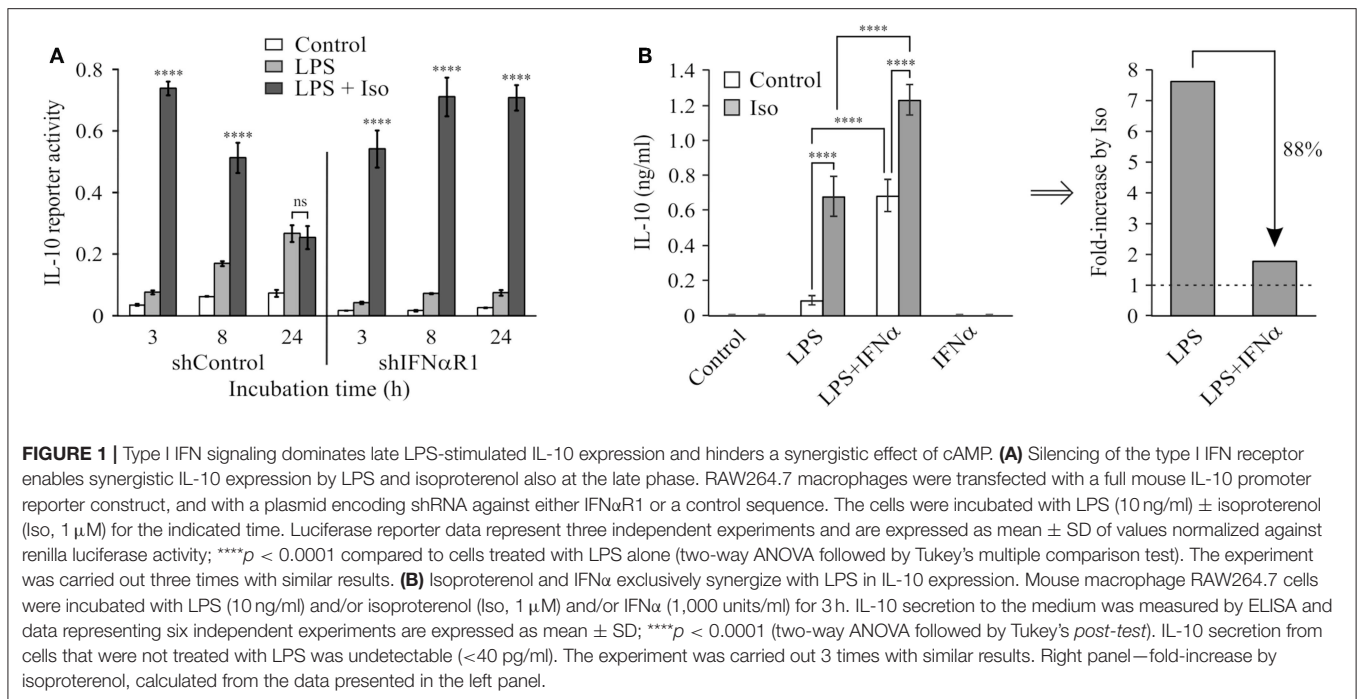 A
Control
LPS
LPS + Iso
IL-10 reporter activity
0.8
0.6
0.4
0.2
0
****
****
ns
****
****
****
3 8 24 3 8 24
shControl shIFNαR1
Incubation time (h)
B
Control
Iso
IL-10 (ng/ml)
1.4
1.2
1.0
0.8
0.6
0.4
0.2
0
****
****
****
****
Control
LPS
LPS+IFNα
IFNα
⇒
Fold-increase by Iso
8
7
6
5
4
3
2
1
0
88%
LPS
LPS+IFNα
FIGURE 1 | Type I IFN signaling dominates late LPS-stimulated IL-10 expression and hinders a synergistic effect of cAMP. (A) Silencing of the type I IFN receptor
enables synergistic IL-10 expression by LPS and isoproterenol also at the late phase. RAW264.7 macrophages were transfected with a full mouse IL-10 promoter
reporter construct, and with a plasmid encoding shRNA against either IFNαR1 or a control sequence. The cells were incubated with LPS (10 ng/ml) ± isoproterenol
(Iso, 1 μM) for the indicated time. Luciferase reporter data represent three independent experiments and are expressed as mean ± SD of values normalized against
renilla luciferase activity; ****p < 0.0001 compared to cells treated with LPS alone (two-way ANOVA followed by Tukey's multiple comparison test). The experiment
was carried out three times with similar results. (B) Isoproterenol and IFNα exclusively synergize with LPS in IL-10 expression. Mouse macrophage RAW264.7 cells
were incubated with LPS (10 ng/ml) and/or isoproterenol (Iso, 1 μM) and/or IFNα (1,000 units/ml) for 3 h. IL-10 secretion to the medium was measured by ELISA and
data representing six independent experiments are expressed as mean ± SD; ****p < 0.0001 (two-way ANOVA followed by Tukey's post-test). IL-10 secretion from
cells that were not treated with LPS was undetectable (<40 pg/ml). The experiment was carried out 3 times with similar results. Right panel—fold-increase by
isoproterenol, calculated from the data presented in the left panel.